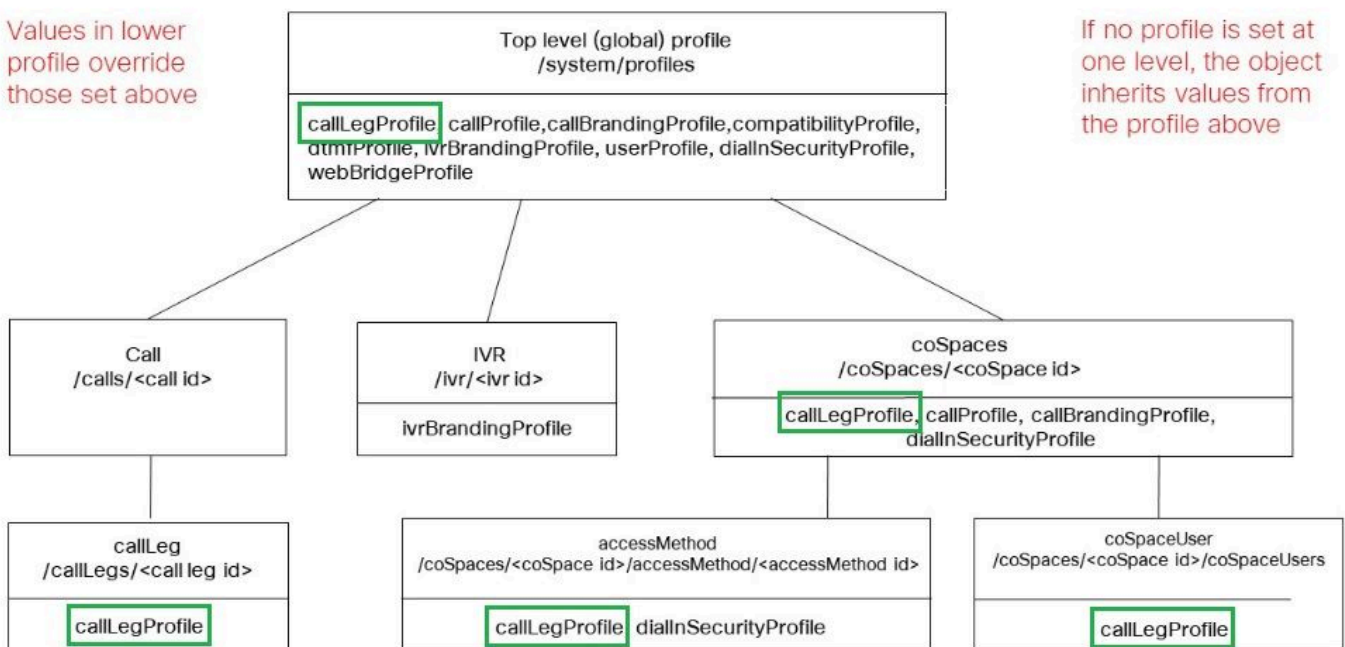 Values in lower
profile override
those set above
Top level (global) profile
/system/profiles
If no profile is set at
one level, the object
inherits values from
the profile above
callLegProfile, callProfile,callBrandingProfile,compatibilityProfile,
dtmfProfile, ivrBrandingProfile, userProfile, dialInSecurityProfile,
webBridgeProfile
Call
/calls/<call id>
IVR
/ivr/<ivr id>
ivrBrandingProfile
coSpaces
/coSpaces/<coSpace id>
callLegProfile, callProfile, callBrandingProfile,
dialInSecurityProfile
callLeg
/callLegs/<call leg id>
callLegProfile
accessMethod
/coSpaces/<coSpace id>/accessMethod/<accessMethod id>
callLegProfile dialInSecurityProfile
coSpaceUser
/coSpaces/<coSpace id>/coSpaceUsers
callLegProfile